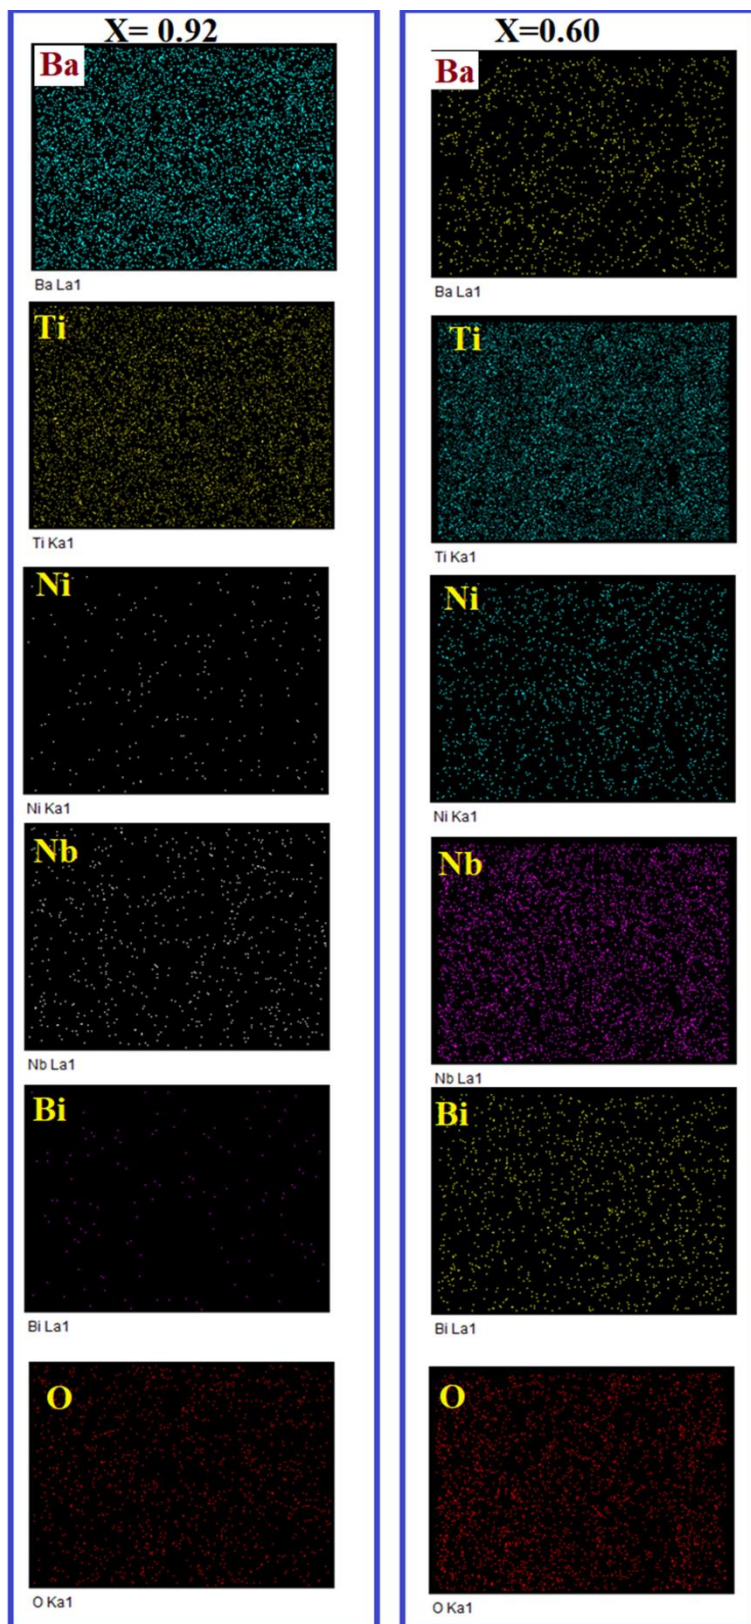 X= 0.92
Ba
Ba La1
Ti
Ti Ka1
Ni
Ni Ka1
Nb
Nb La1
Bi
Bi La1
O
O Ka1
X=0.60
Ba
Ba La1
Ti
Ti Ka1
Ni
Ni Ka1
Nb
Nb La1
Bi
Bi La1
O
O Ka1